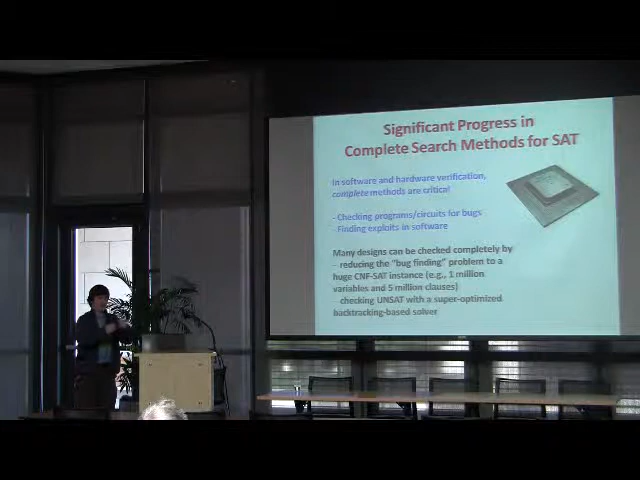 Significant Progress in
Complete Search Methods for SAT
In software and hardware verification,
complete methods are critical
- Checking programs/circuits for bugs
- Finding exploits in software
Many designs can be checked completely by
- reducing the "bug finding" problem to a
huge CNF-SAT instance (e.g., 1 million
variables and 5 million clauses)
- checking UNSAT with a super-optimized
backtracking-based solver